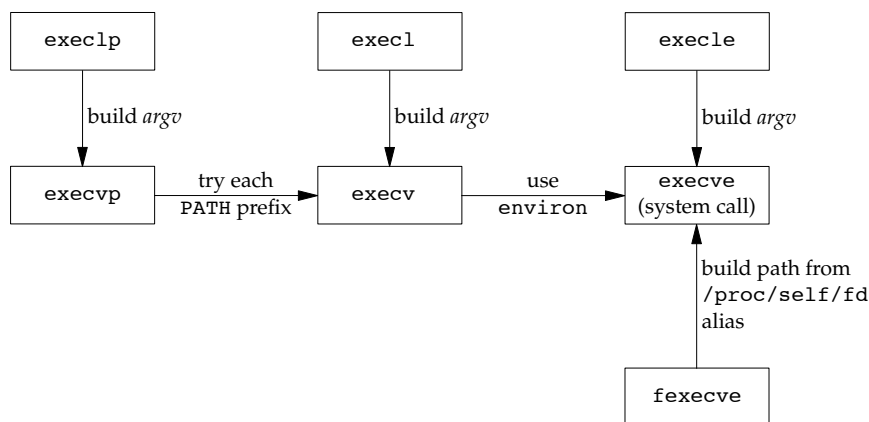 execlp
execl
execle
build argv
build argv
build argv
execvp
try each
PATH prefix
execv
use
environ
execve
(system call)
build path from
/proc/self/fd
alias
fexecve